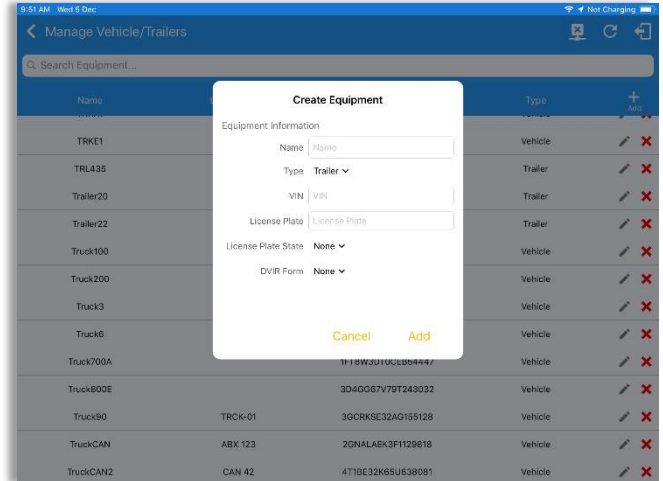 9:51 AM Wed 5 Dec
Not Charging
Manage Vehicle/Trailers
Search Equipment...
Name
Type
Add
TRKE1 Vehicle
TRL435 Trailer
Trailer20 Trailer
Trailer22 Trailer
Truck100 Vehicle
Truck200 Vehicle
Truck3 Vehicle
Truck6 Vehicle
Truck700A Vehicle
Truck800E 3D4GG67V79T243032 Vehicle
Truck90 TRCK-01 3GCRKSE32AG155128 Vehicle
TruckCAN ABX 123 2GNALAEK3F1129818 Vehicle
TruckCAN2 CAN 42 4T1BE32K65U638081 Vehicle
Create Equipment
Equipment Information
Name Name
Type Trailer
VIN VIN
License Plate License Plate
License Plate State None
DVIR Form None
Cancel Add